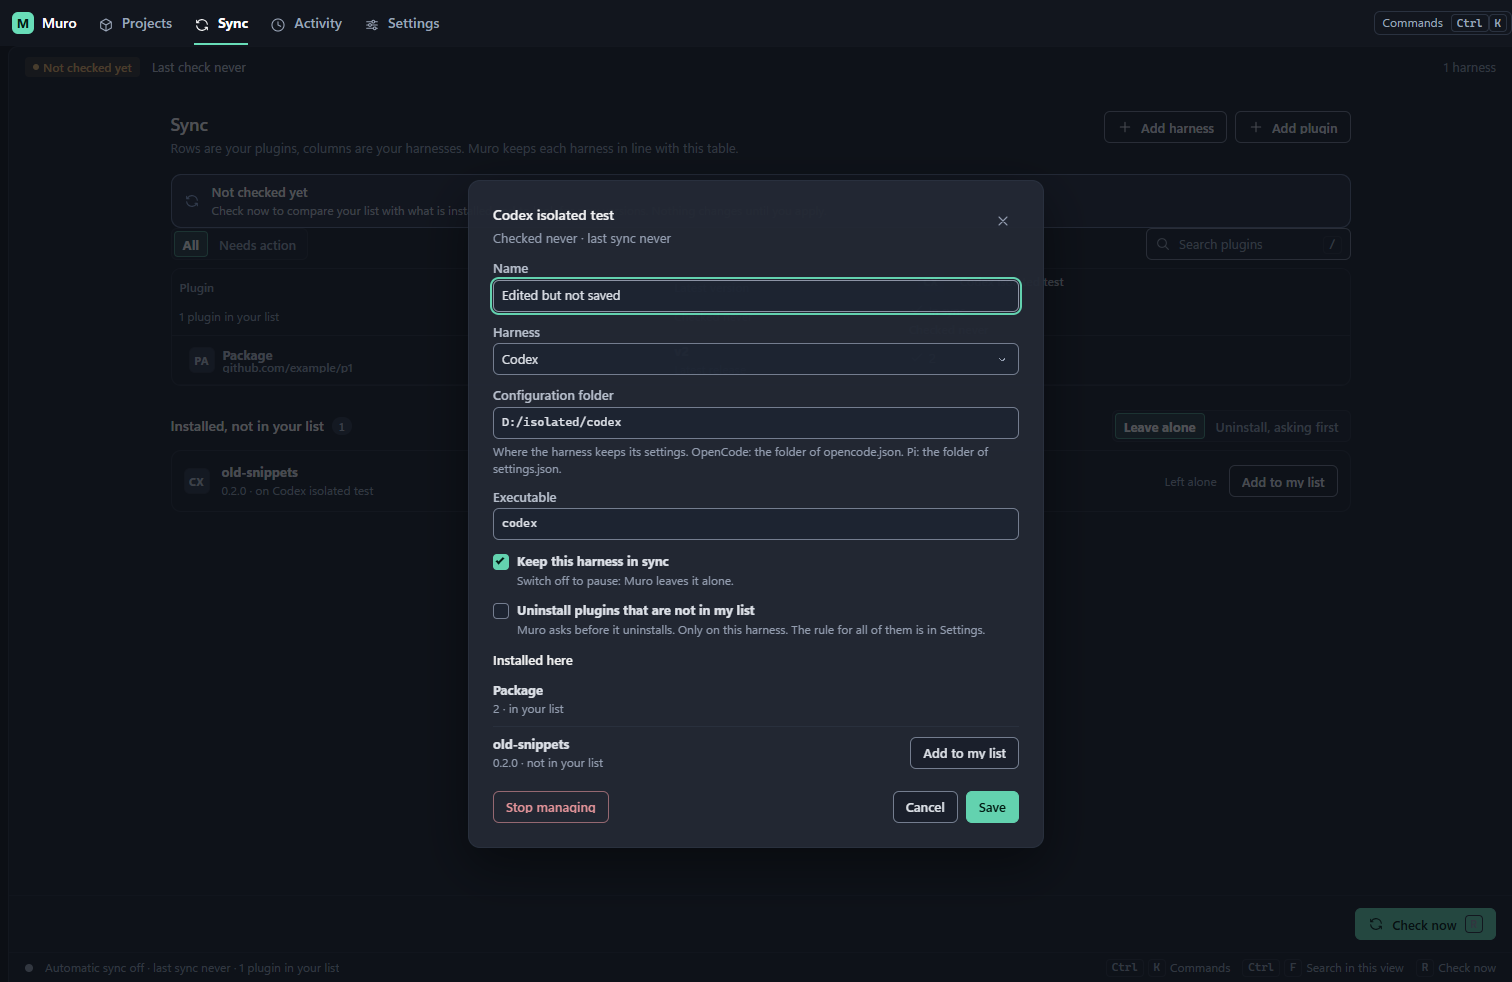 M Muro Projects Sync Activity Settings Commands Ctrl K
Not checked yet Last check never 1 harness
Sync
Rows are your plugins, columns are your harnesses. Muro keeps each harness in line with this table.
Add harness Add plugin
Not checked yet
Check now to compare your list with what is inst
All Needs action
Search plugins /
Plugin
test
1 plugin in your list
PA Package
github.com/example/p1
Installed, not in your list 1
Leave alone Uninstall, asking first
CX old-snippets
0.2.0 · on Codex isolated test
Left alone Add to my list
Codex isolated test
Checked never · last sync never
Name
Edited but not saved
Harness
Codex
Configuration folder
D:/isolated/codex
Where the harness keeps its settings. OpenCode: the folder of opencode.json. Pi: the folder of
settings.json.
Executable
codex
Keep this harness in sync
Switch off to pause: Muro leaves it alone.
Uninstall plugins that are not in my list
Muro asks before it uninstalls. Only on this harness. The rule for all of them is in Settings.
Installed here
Package
2 · in your list
old-snippets
0.2.0 · not in your list
Add to my list
Stop managing Cancel Save
Check now
Automatic sync off · last sync never · 1 plugin in your list
Ctrl K Commands Ctrl F Search in this view R Check now